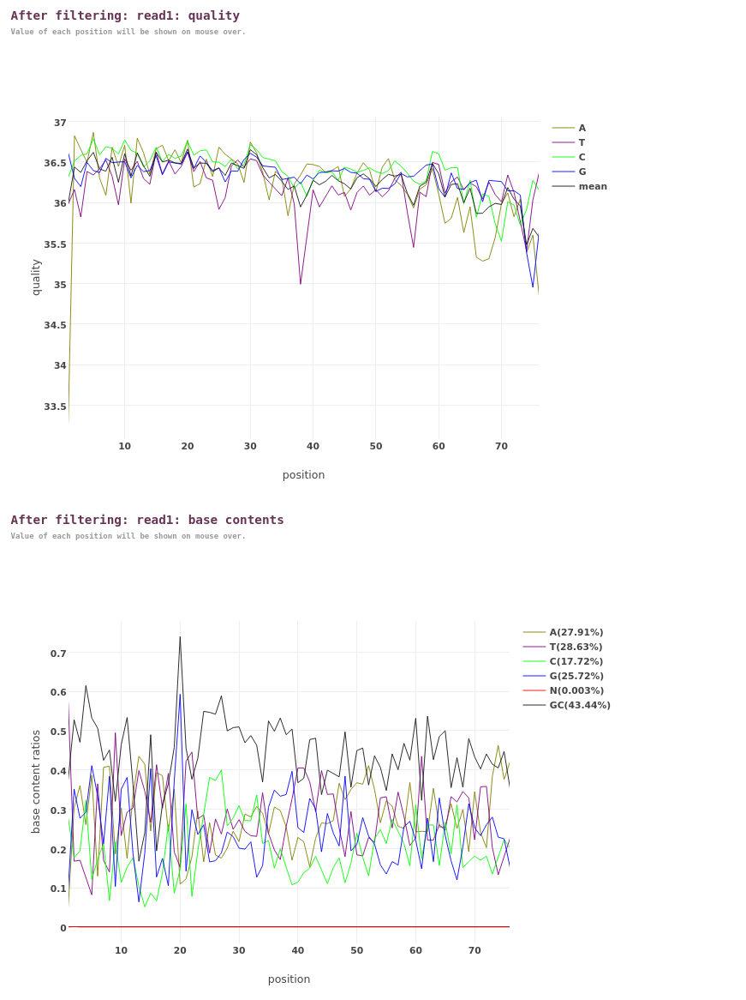 After filtering: read1: quality
Value of each position will be shown on mouse over.
37
36.5
36
35.5
35
34.5
34
33.5
quality
10 20 30 40 50 60 70
position
A
T
C
G
mean
After filtering: read1: base contents
Value of each position will be shown on mouse over.
0.7
0.6
0.5
0.4
0.3
0.2
0.1
0
base content ratios
10 20 30 40 50 60 70
position
A(27.91%)
T(28.63%)
C(17.72%)
G(25.72%)
N(0.003%)
GC(43.44%)